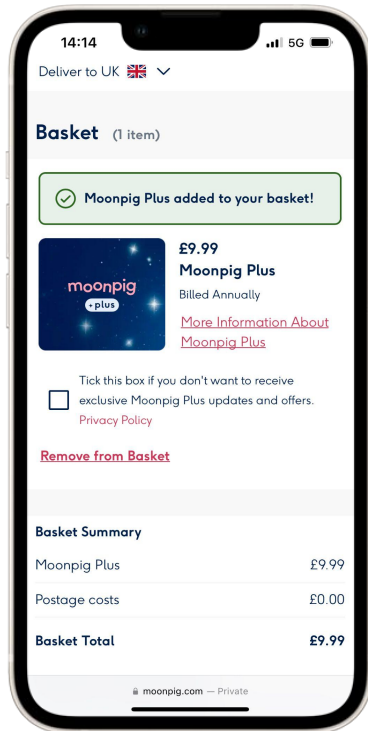 14:14 5G
Deliver to UK
Basket (1 item)
Moonpig Plus added to your basket!
moonpig
+ plus
£9.99
Moonpig Plus
Billed Annually
More Information About
Moonpig Plus
Tick this box if you don't want to receive
exclusive Moonpig Plus updates and offers.
Privacy Policy
Remove from Basket
Basket Summary
Moonpig Plus £9.99
Postage costs £0.00
Basket Total £9.99
moonpig.com — Private